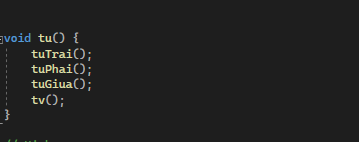 void tu() {
    tuTrai();
    tuPhai();
    tuGiua();
    tv();
}